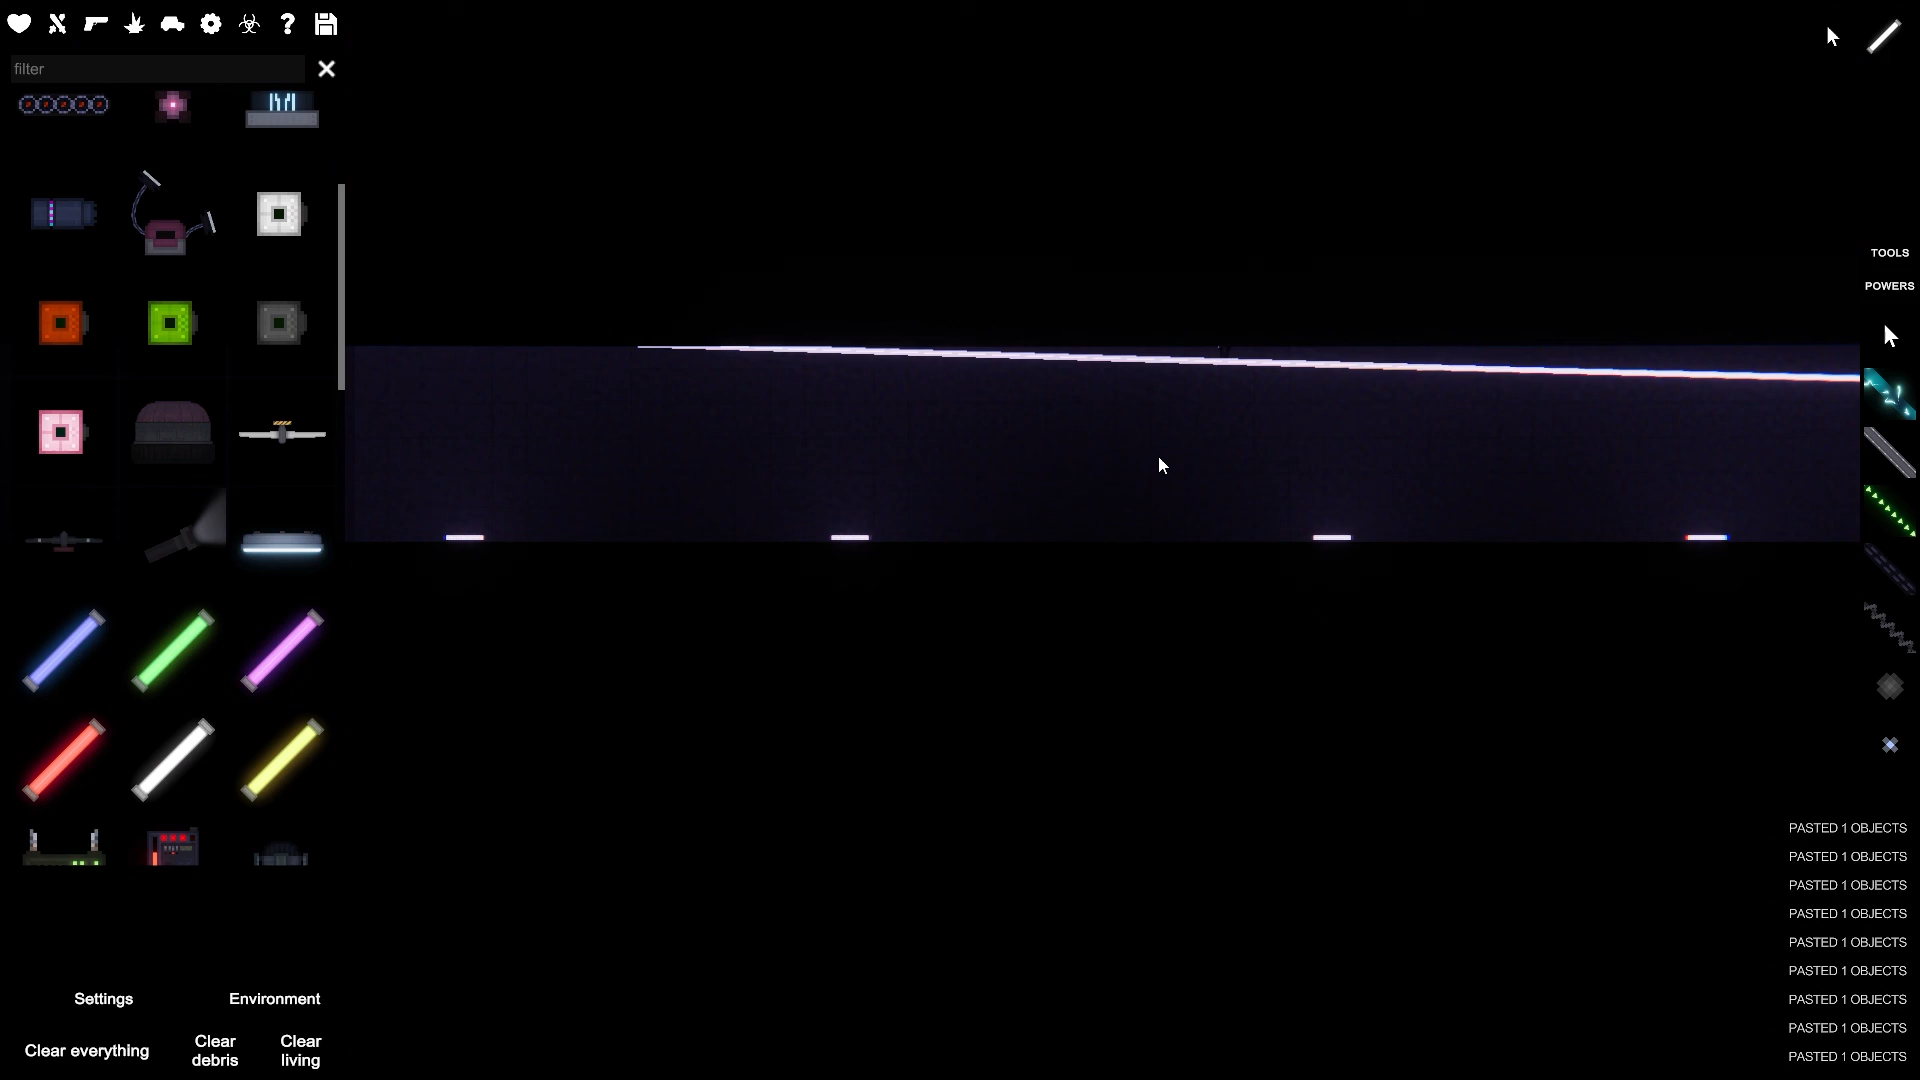 filter
TOOLS
POWERS
PASTED 1 OBJECTS
PASTED 1 OBJECTS
PASTED 1 OBJECTS
PASTED 1 OBJECTS
PASTED 1 OBJECTS
PASTED 1 OBJECTS
PASTED 1 OBJECTS
PASTED 1 OBJECTS
PASTED 1 OBJECTS
Settings
Environment
Clear everything
Clear
debris
Clear
living